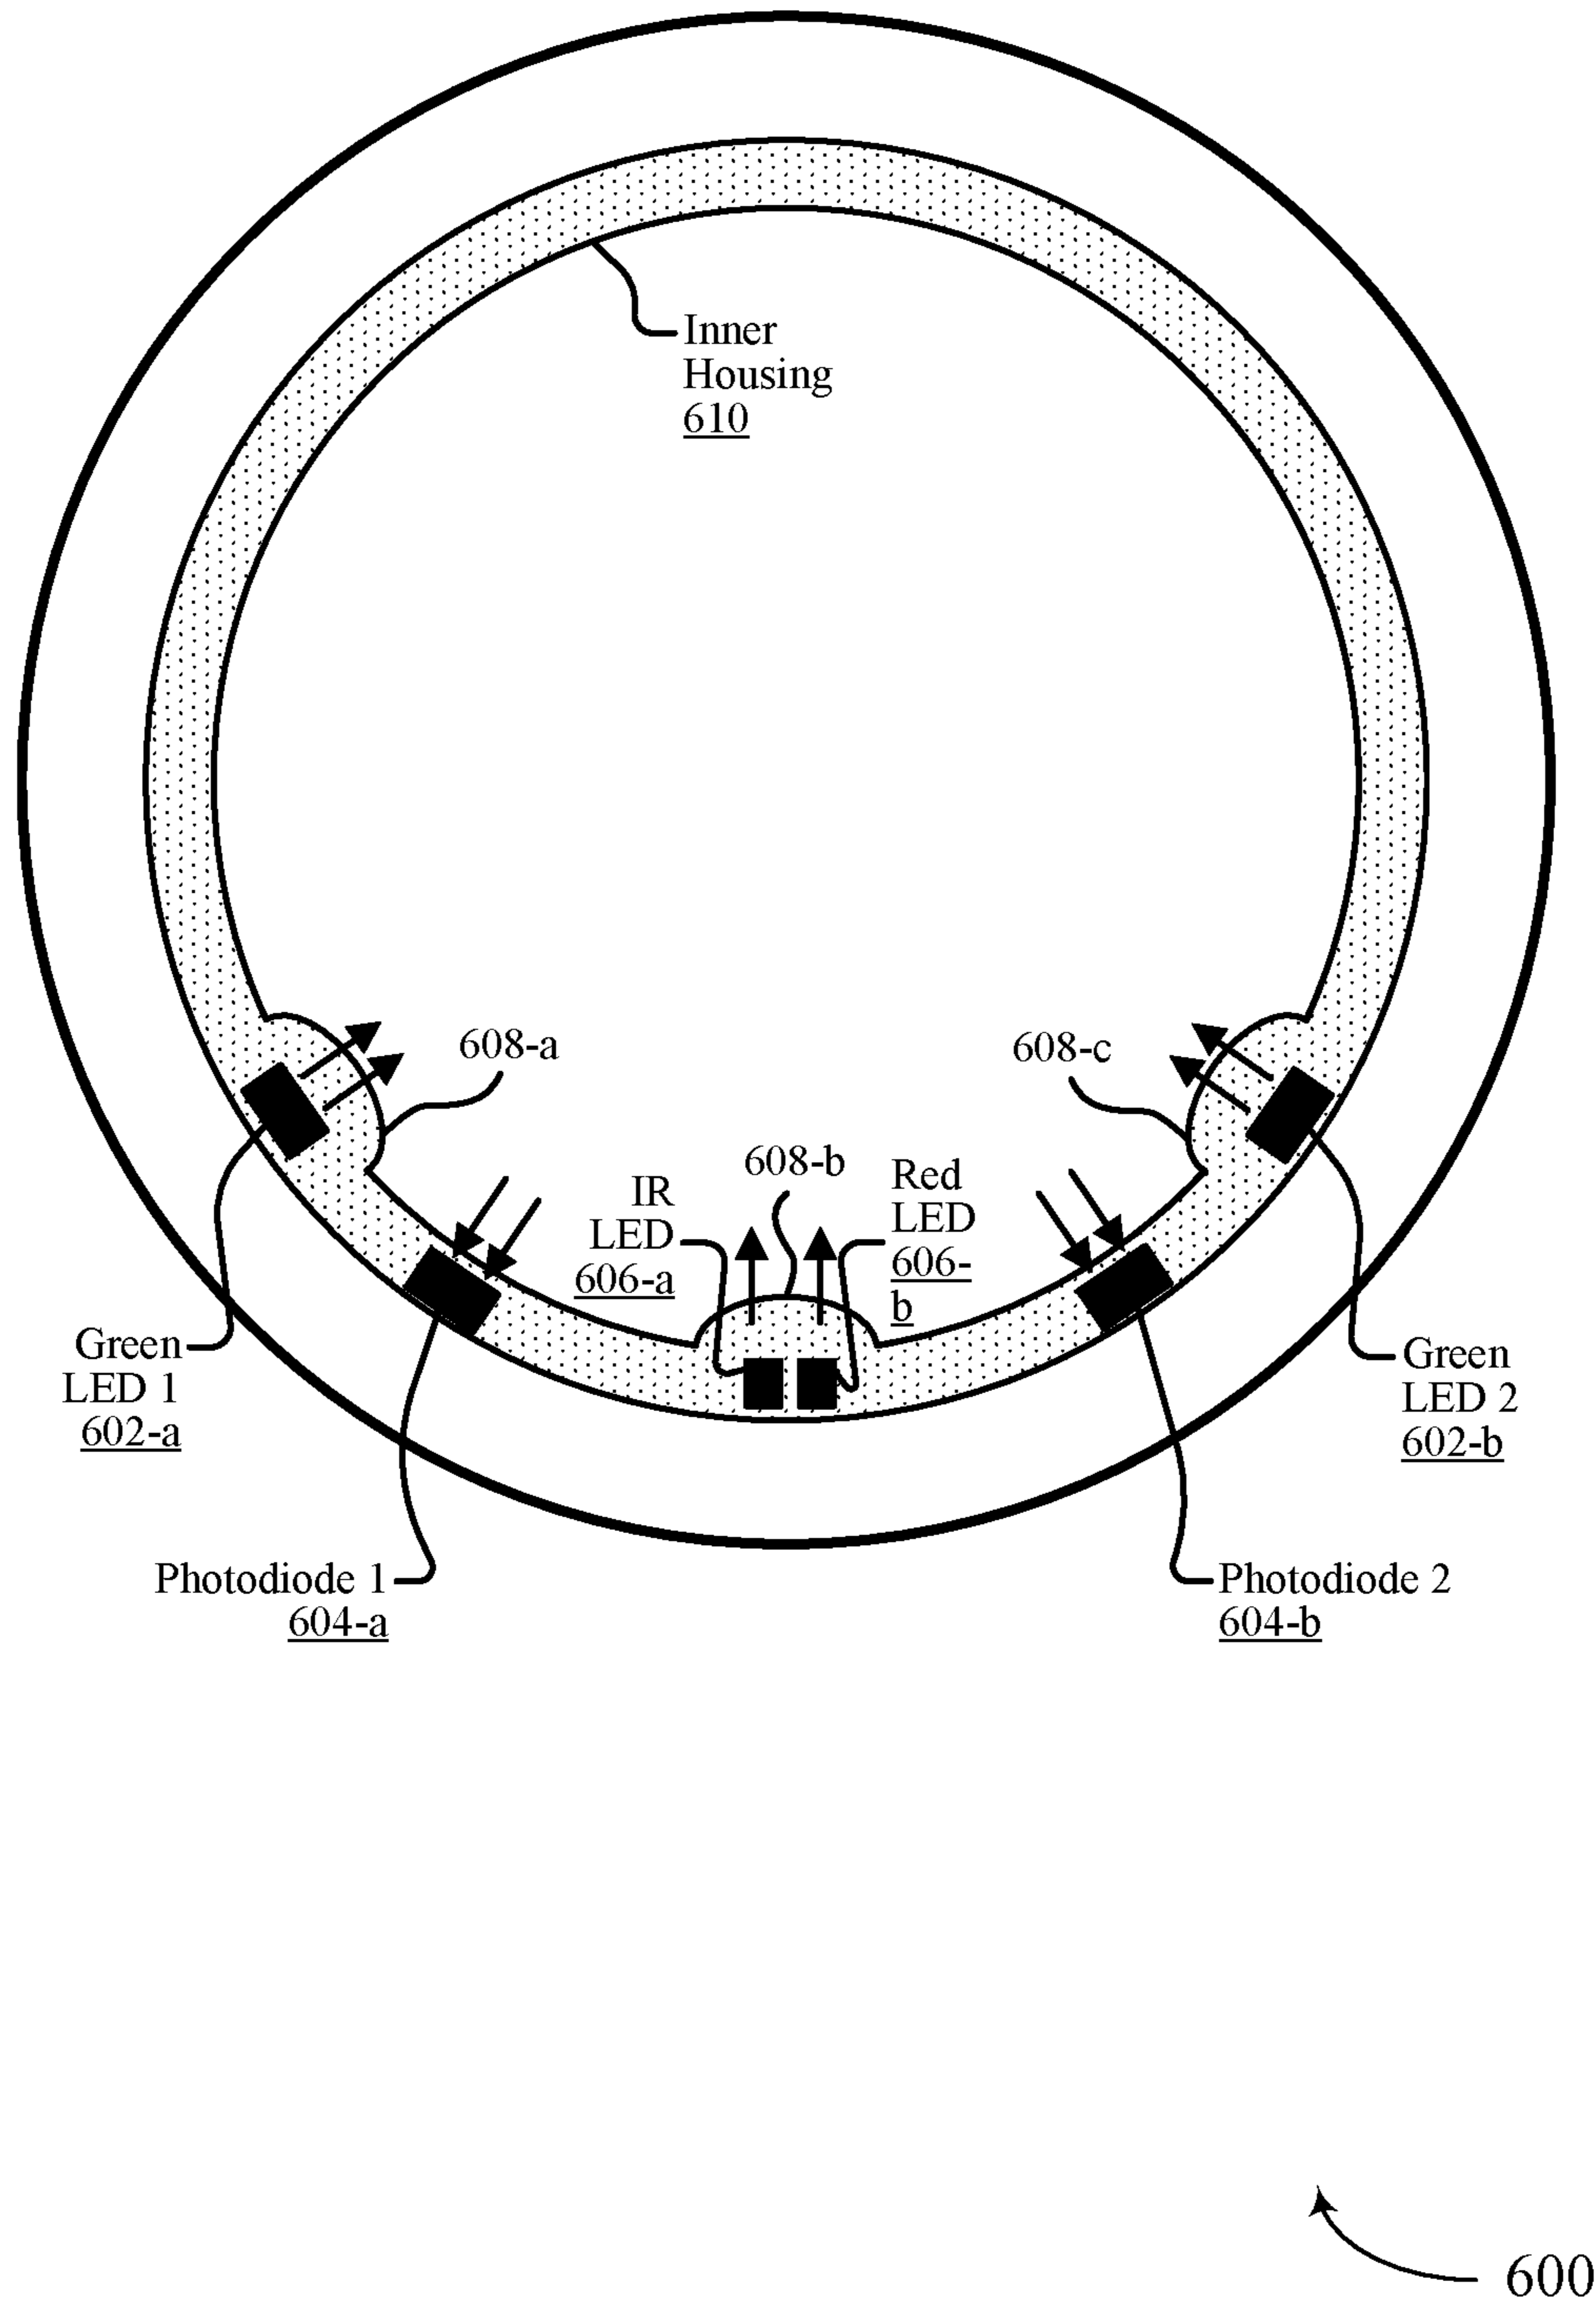 Inner
Housing
610
608-a
608-c
608-b
IR
LED
606-a
Red
LED
606-
b
Green
LED 1
602-a
Green
LED 2
602-b
Photodiode 1
604-a
Photodiode 2
604-b
600